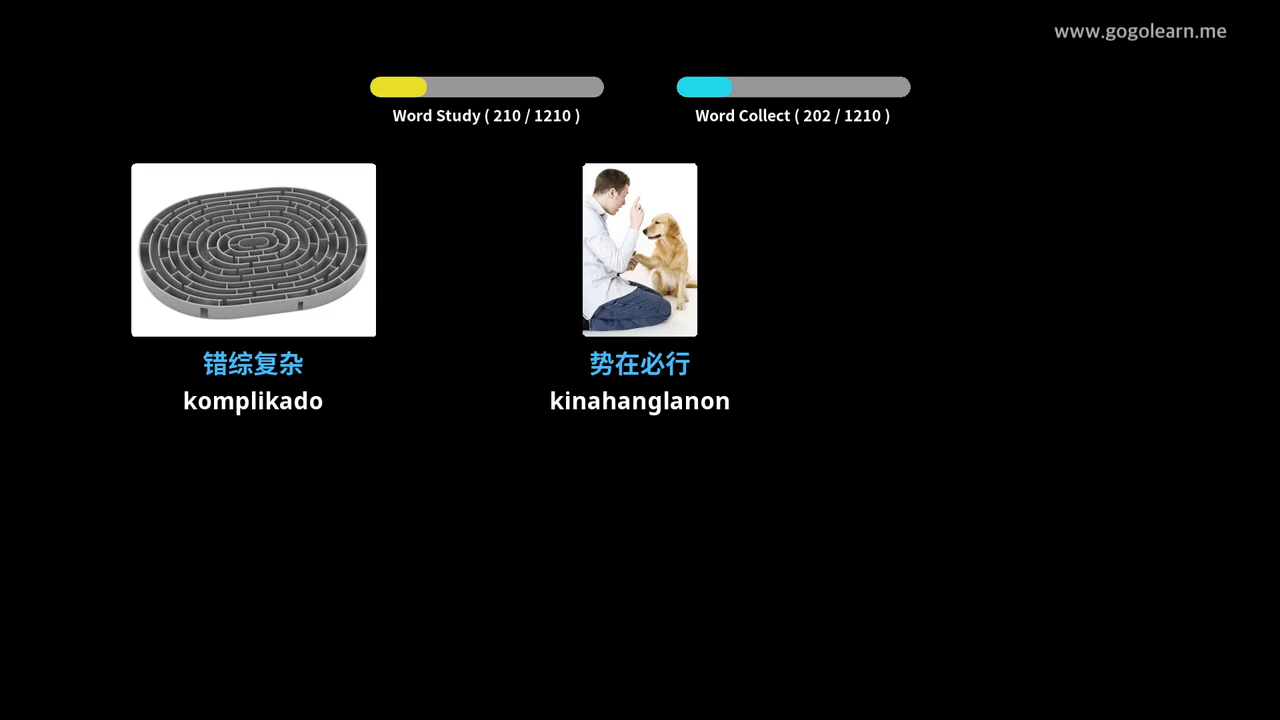 www.gogolearn.me
Word Study ( 210 / 1210 )
Word Collect ( 202 / 1210 )
错综复杂
komplikado
势在必行
kinahanglanon